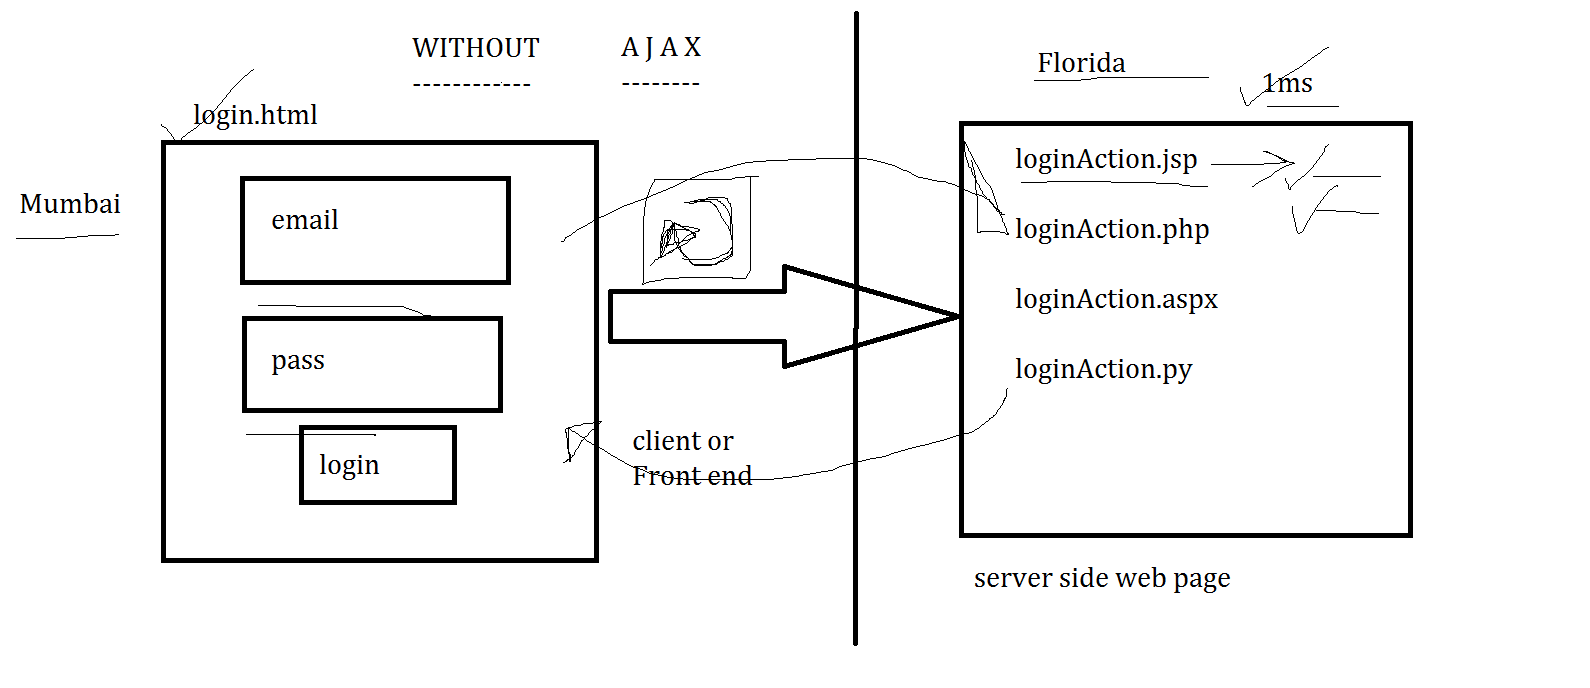 WITHOUT A J A X
------------ --------
Florida
1ms
login.html
Mumbai
email
pass
login
client or
Front end
loginAction.jsp
loginAction.php
loginAction.aspx
loginAction.py
server side web page